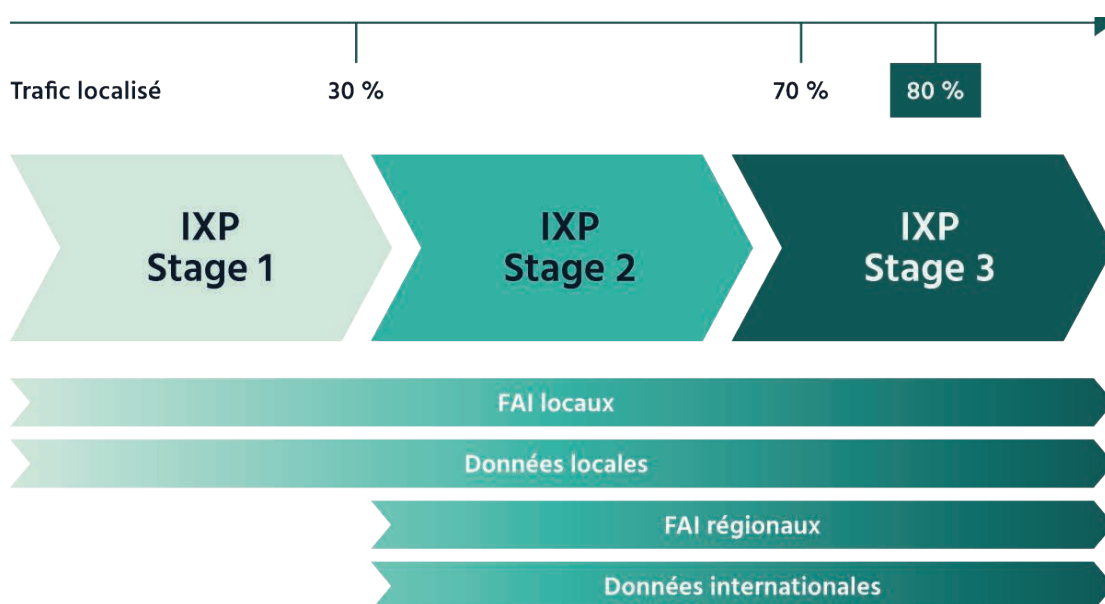 Trafic localisé 30 % 70 % 80 %
IXP
Stage 1
IXP
Stage 2
IXP
Stage 3
FAI locaux
Données locales
FAI régionaux
Données internationales